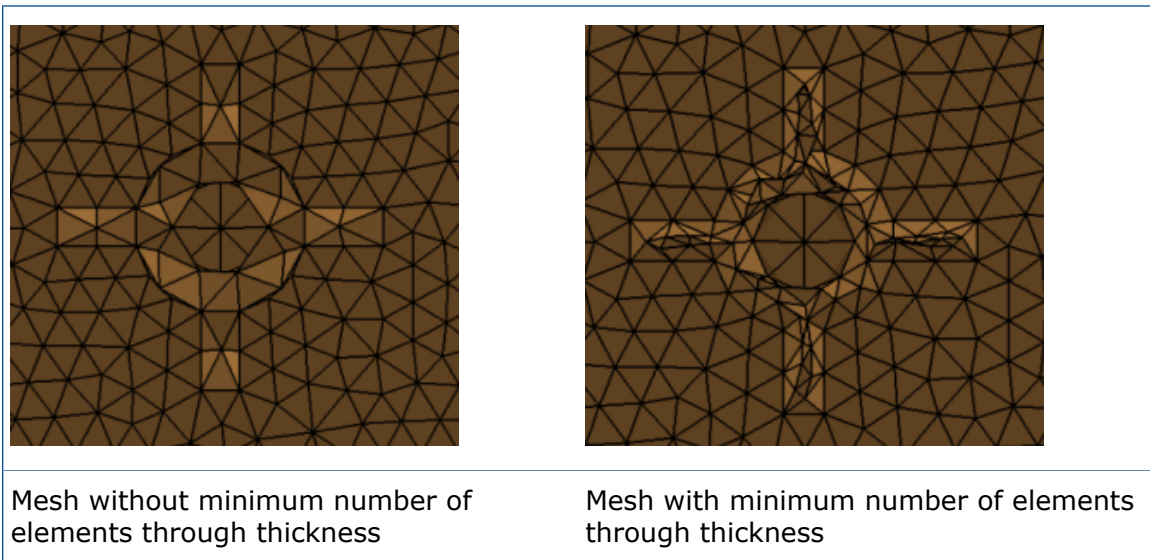 Mesh without minimum number of
elements through thickness
Mesh with minimum number of elements
through thickness